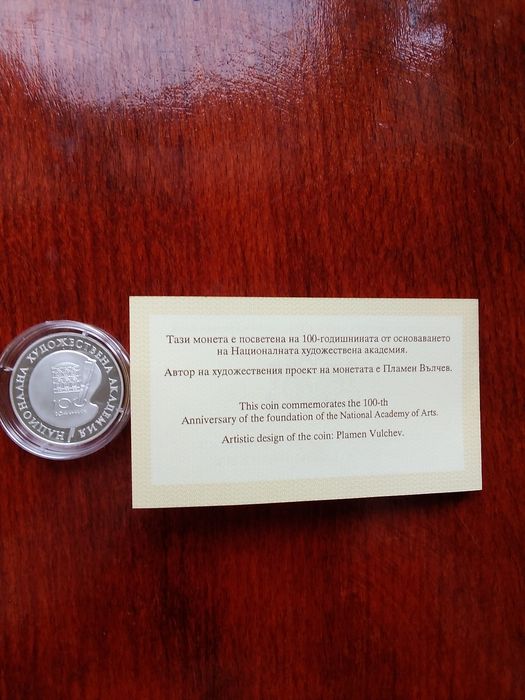 НАЦИОНАЛНА ХУДОЖЕСТВЕНА АКАДЕМИЯ
100
Тази монета е посветена на 100-годишнината от основаването
на Националната художествена академия.
Автор на художествения проект на монетата е Пламен Вълчев.
This coin commemorates the 100-th
Anniversary of the foundation of the National Academy of Arts.
Artistic design of the coin: Plamen Vulchev.